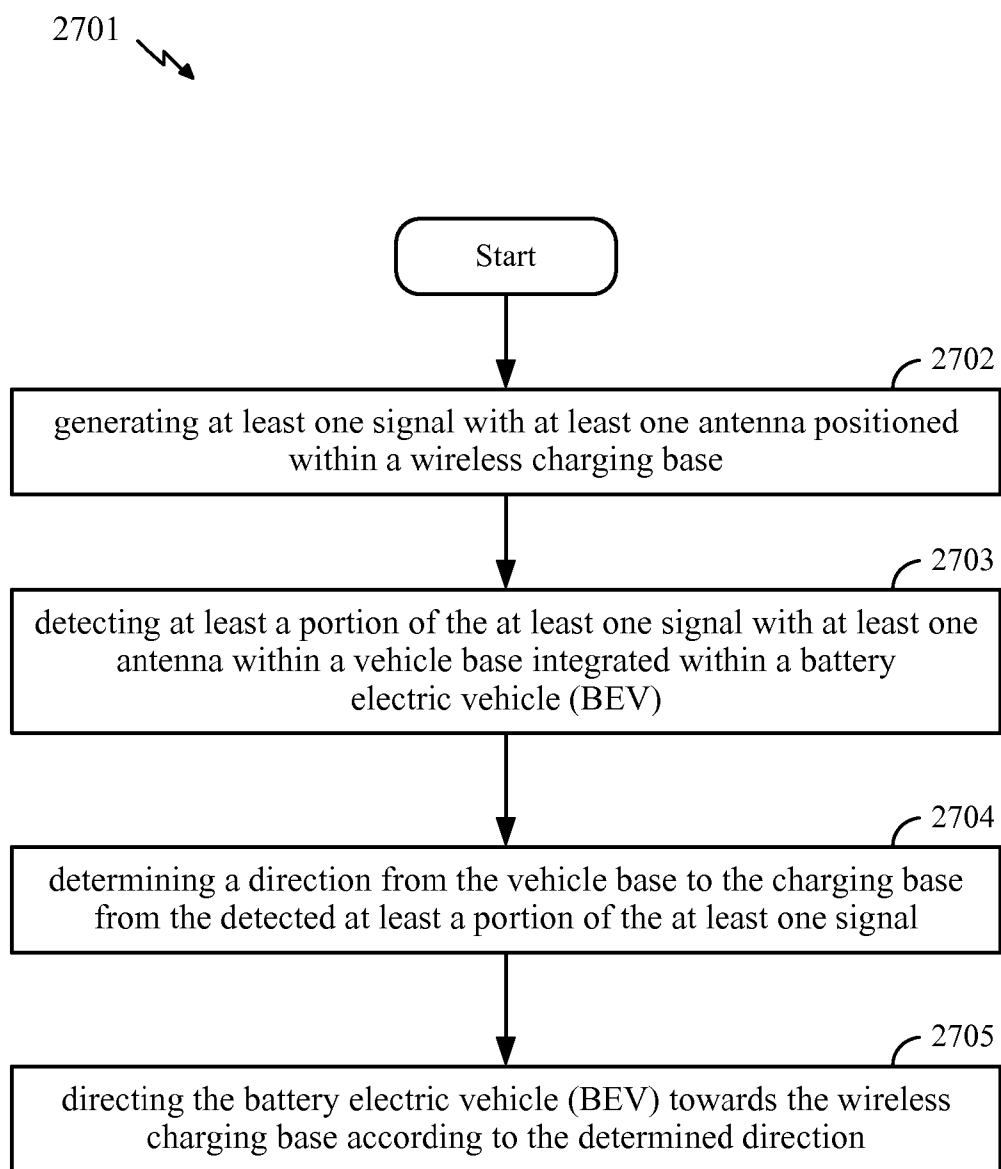 2701
Start
2702
generating at least one signal with at least one antenna positioned
within a wireless charging base
2703
detecting at least a portion of the at least one signal with at least one
antenna within a vehicle base integrated within a battery
electric vehicle (BEV)
2704
determining a direction from the vehicle base to the charging base
from the detected at least a portion of the at least one signal
2705
directing the battery electric vehicle (BEV) towards the wireless
charging base according to the determined direction